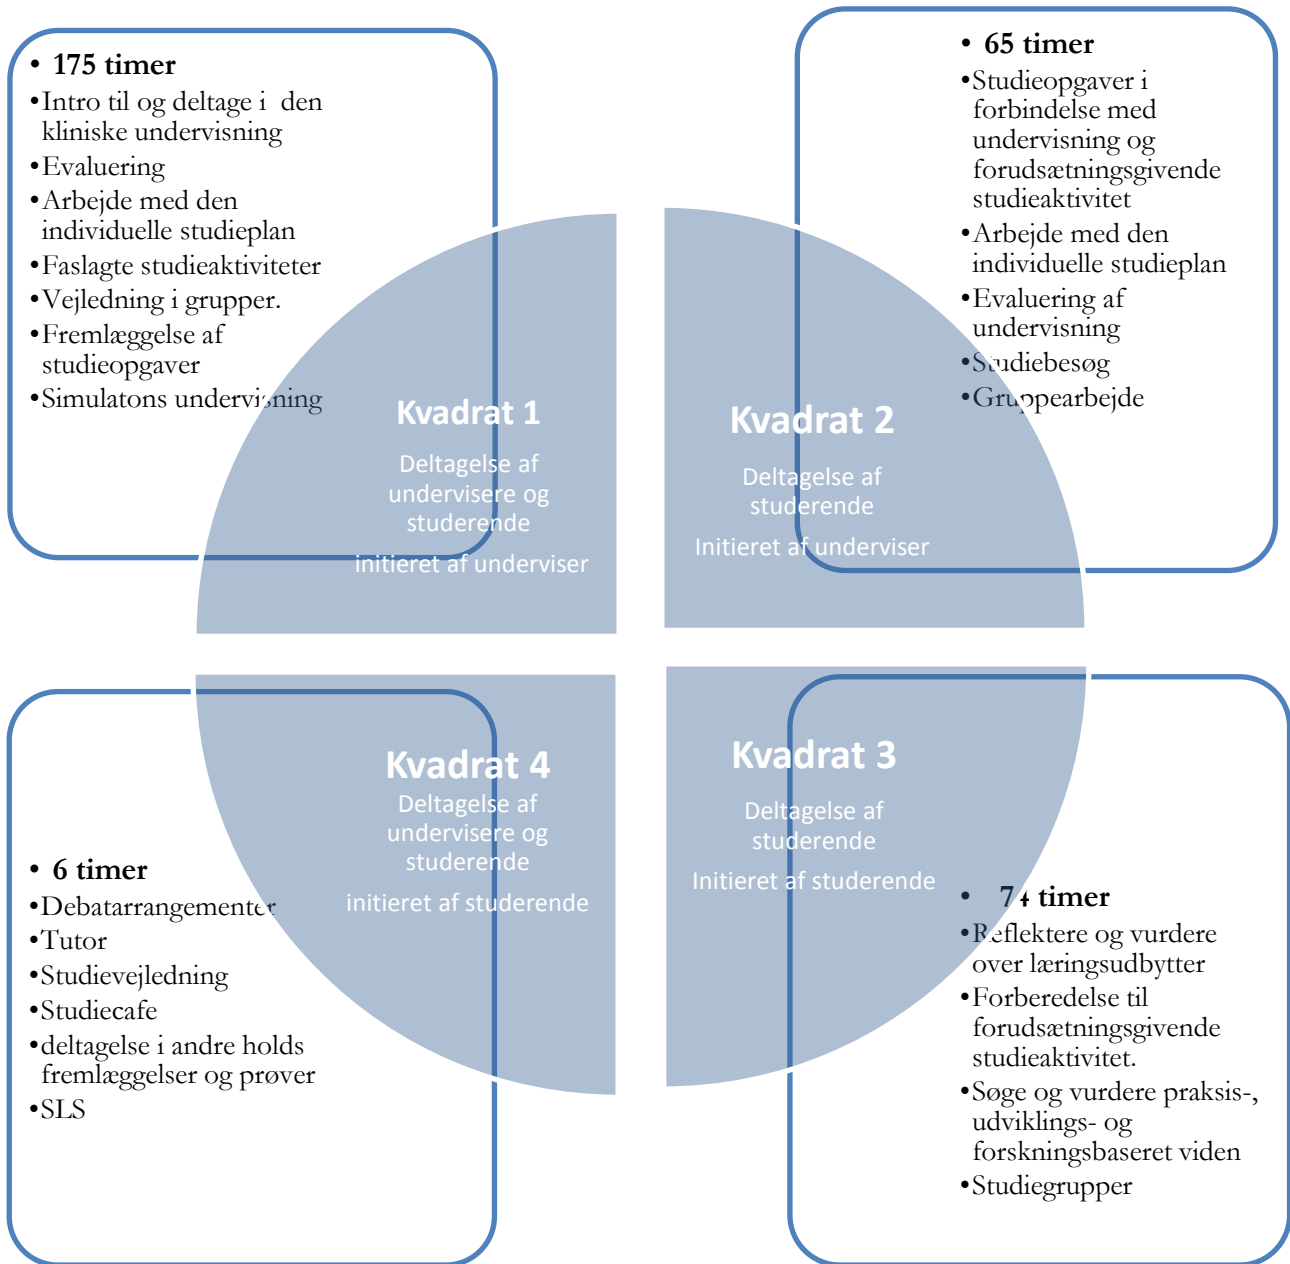 • 175 timer
•Intro til og deltage i  den
kliniske undervisning
•Evaluering
•Arbejde med den
individuelle studieplan
•Faslagte studieaktiviteter
•Vejledning i grupper.
•Fremlæggelse af
studieopgaver
•Simulatons undervisning
Kvadrat 1
Deltagelse af
undervisere og
studerende
initieret af underviser
• 65 timer
•Studieopgaver i
forbindelse med
undervisning og
forudsætningsgivende
studieaktivitet
•Arbejde med den
individuelle studieplan
•Evaluering af
undervisning
•Studiebesøg
•Gruppearbejde
Kvadrat 2
Deltagelse af
studerende
Initieret af underviser
Kvadrat 4
Deltagelse af
undervisere og
studerende
initieret af studerende
• 6 timer
•Debatarrangementer
•Tutor
•Studievejledning
•Studiecafe
•deltagelse i andre holds
fremlæggelser og prøver
•SLS
Kvadrat 3
Deltagelse af
studerende
Initieret af studerende
• 74 timer
•Reflektere og vurdere
over læringsudbytter
•Forberedelse til
forudsætningsgivende
studieaktivitet.
•Søge og vurdere praksis-,
udviklings- og
forskningsbaseret viden
•Studiegrupper